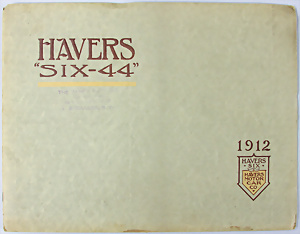 HAVERS
"SIX-44"
1912
HAVERS
SIX
HAVERS
MOTOR
CAR
CO